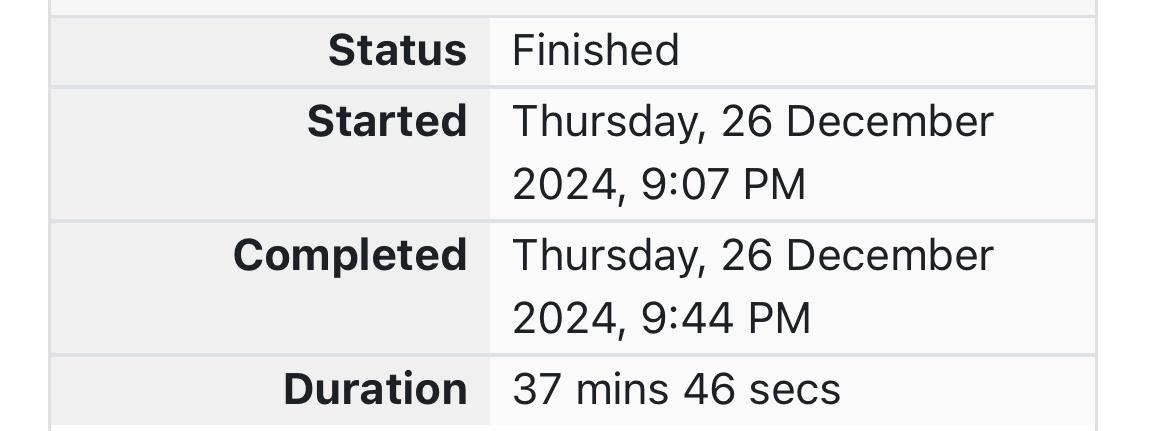 Status Finished
Started Thursday, 26 December
2024, 9:07 PM
Completed Thursday, 26 December
2024, 9:44 PM
Duration 37 mins 46 secs